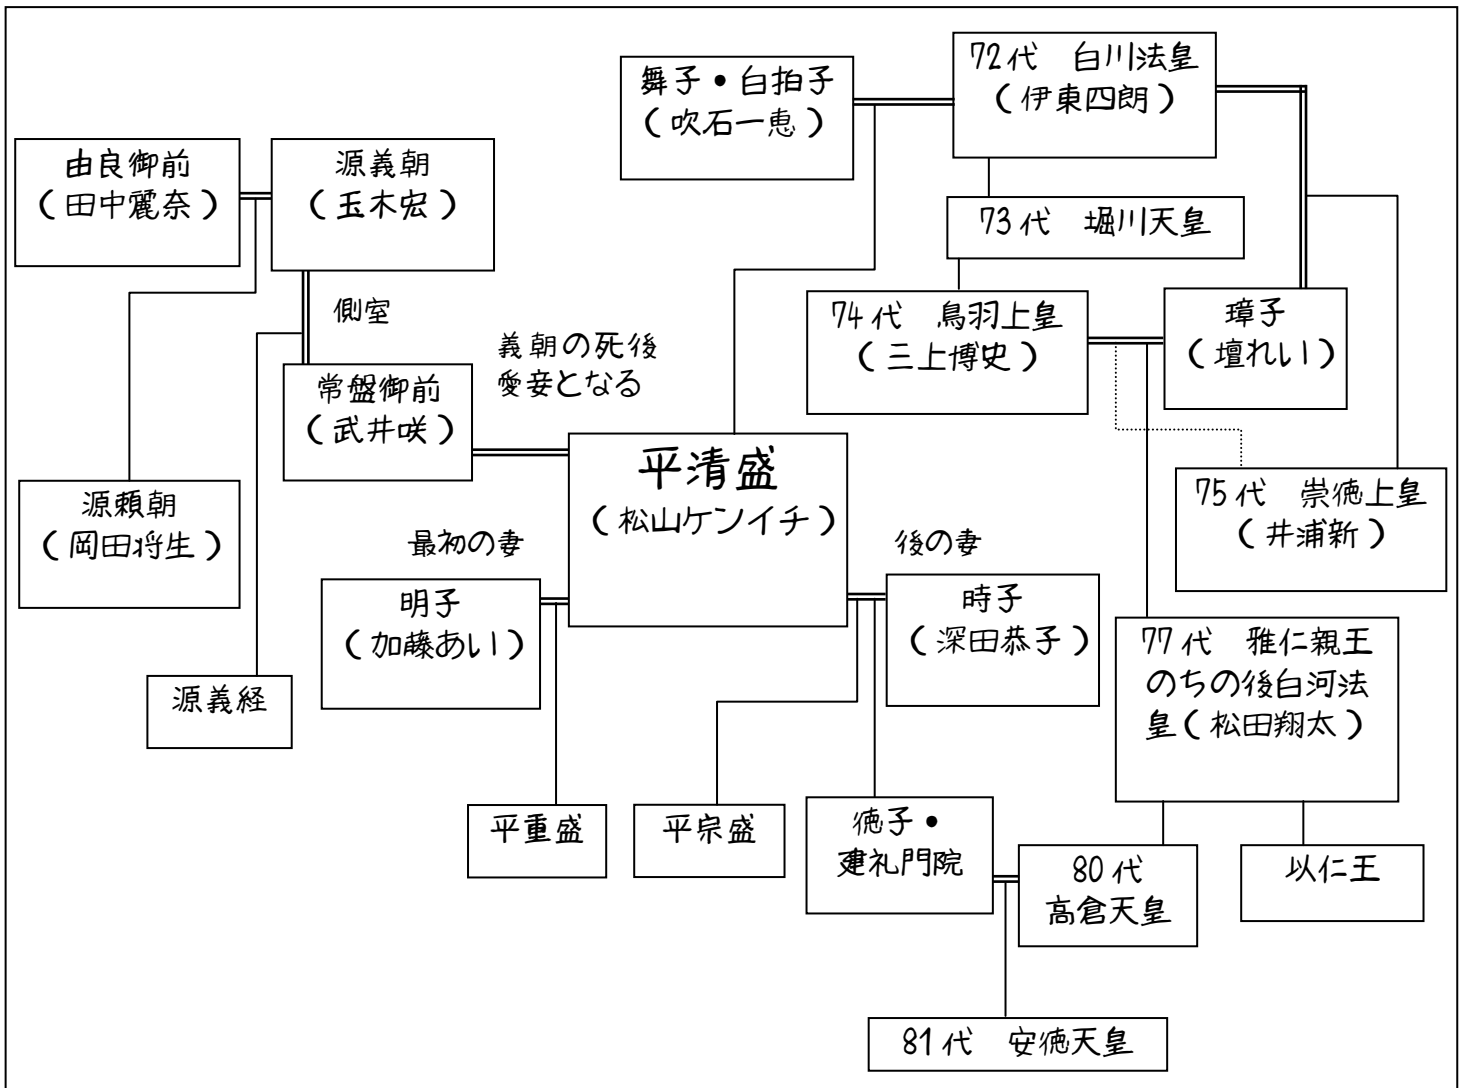 72代　白川法皇
（伊東四朗）
舞子・白拍子
（吹石一恵）
由良御前
（田中麗奈）
源義朝
（玉木宏）
73代　堀川天皇
側室
74代　鳥羽上皇
（三上博史）
璋子
（壇れい）
義朝の死後
愛妾となる
常盤御前
（武井咲）
平清盛
（松山ケンイチ）
75代　崇徳上皇
（井浦新）
源頼朝
（岡田将生）
最初の妻
後の妻
明子
（加藤あい）
時子
（深田恭子）
77代　雅仁親王
のちの後白河法
皇（松田翔太）
源義経
平重盛
平宗盛
徳子・
建礼門院
80代
高倉天皇
以仁王
81代　安徳天皇